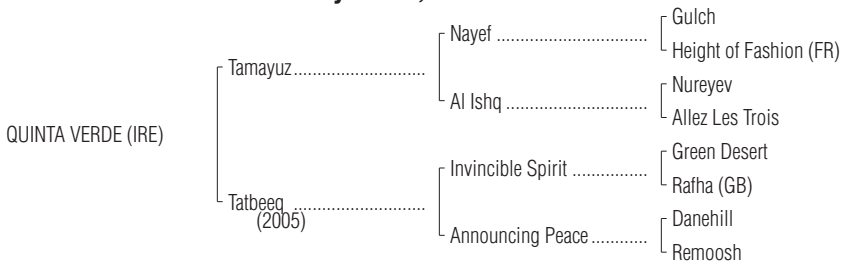 Gulch
Nayef
Height of Fashion (FR)
Tamayuz
Nureyev
Al Ishq
Allez Les Trois
QUINTA VERDE (IRE)
Green Desert
Invincible Spirit
Rafha (GB)
Tatbeeq
(2005)
Danehill
Announcing Peace
Remoosh